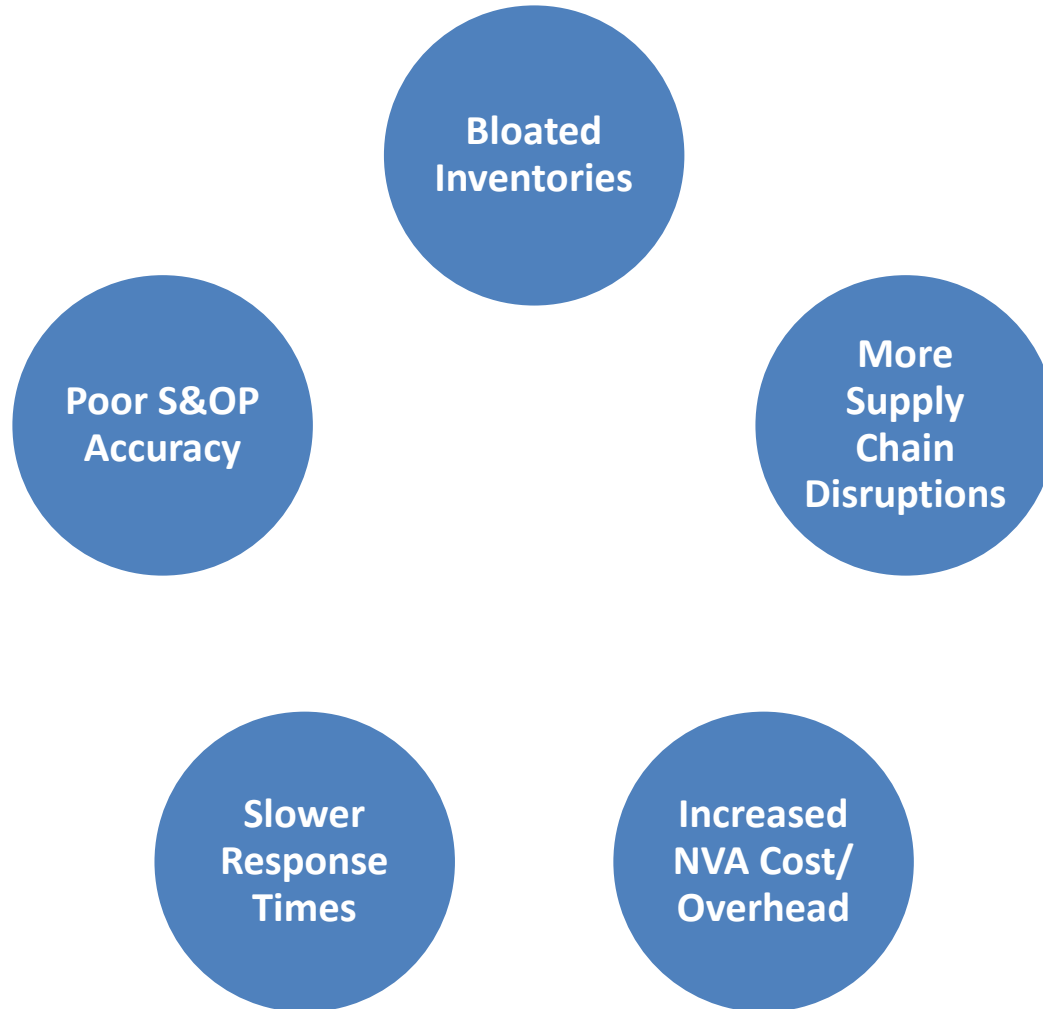 Bloated
Inventories
Poor S&OP
Accuracy
More
Supply
Chain
Disruptions
Slower
Response
Times
Increased
NVA Cost/
Overhead